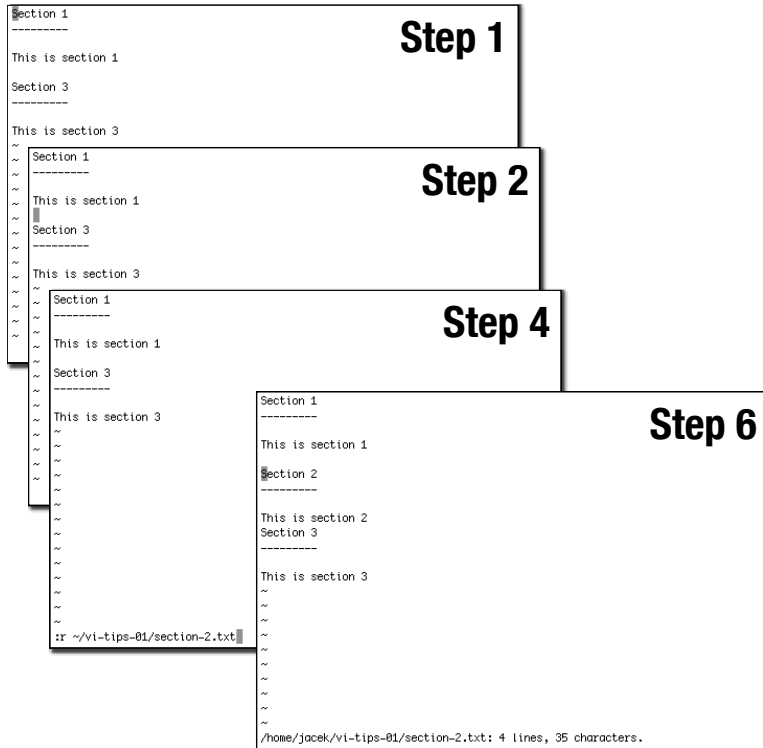 Section 1
---------
Step 1
This is section 1
Section 3
---------
This is section 3
~
~
~
~
~
~
~
~
~
~
~
~
~
~
Section 1
---------
Step 2
This is section 1
Section 3
---------
This is section 3
~
~
~
~
~
~
~
~
~
~
~
~
~
~
Section 1
---------
Step 4
This is section 1
Section 3
---------
This is section 3
~
~
~
~
~
~
~
~
~
~
~
~
~
~
:r ~/vi-tips-01/section-2.txt
Section 1
---------
Step 6
This is section 1
Section 2
---------
This is section 2
Section 3
---------
This is section 3
~
~
~
~
~
~
~
~
~
~
/home/jacek/vi-tips-01/section-2.txt: 4 lines, 35 characters.